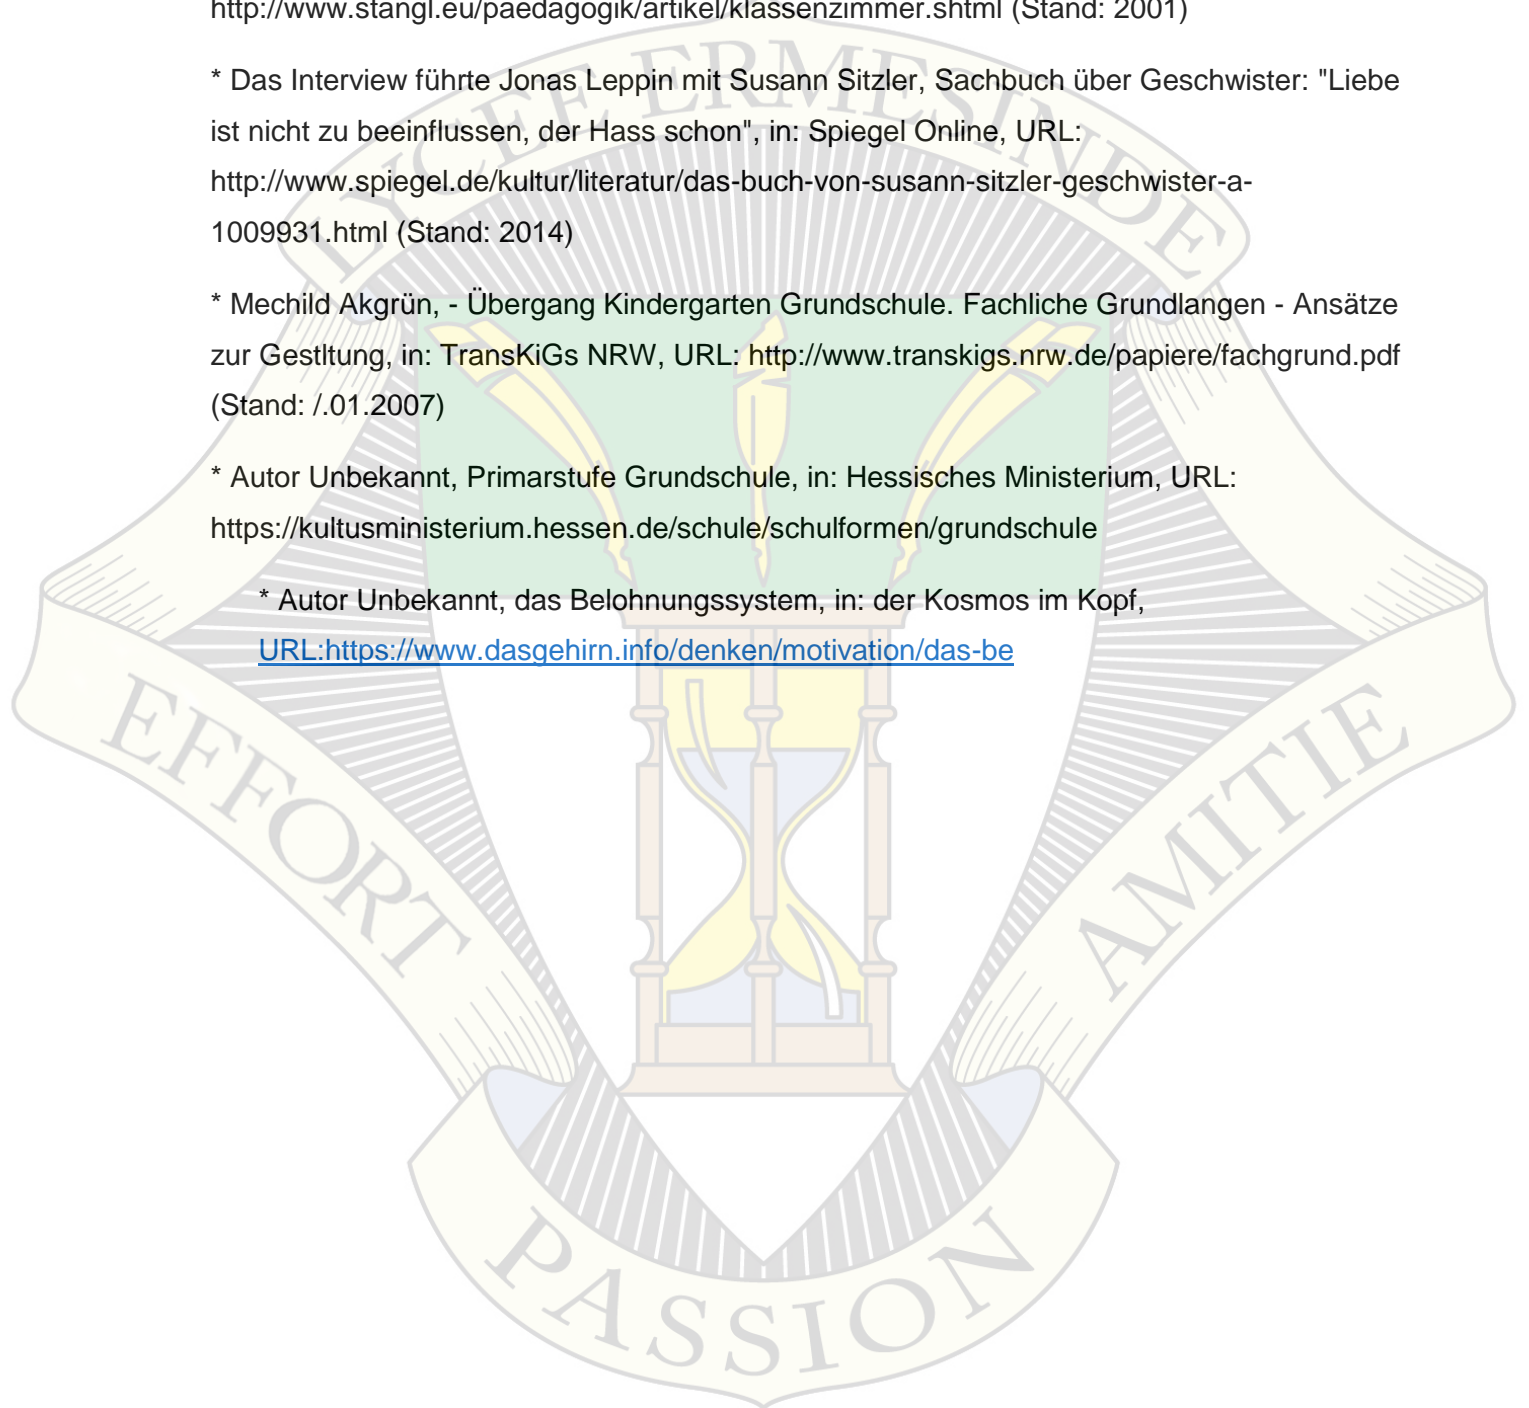 http://www.stangl.eu/paedagogik/artikel/klassenzimmer.shtml (Stand: 2001)
* Das Interview führte Jonas Leppin mit Susann Sitzler, Sachbuch über Geschwister: "Liebe
ist nicht zu beeinflussen, der Hass schon", in: Spiegel Online, URL:
http://www.spiegel.de/kultur/literatur/das-buch-von-susann-sitzler-geschwister-a-
1009931.html (Stand: 2014)
* Mechild Akgrün, - Übergang Kindergarten Grundschule. Fachliche Grundlangen - Ansätze
zur Gestltung, in: TransKiGs NRW, URL: http://www.transkigs.nrw.de/papiere/fachgrund.pdf
(Stand: /.01.2007)
* Autor Unbekannt, Primarstufe Grundschule, in: Hessisches Ministerium, URL:
https://kultusministerium.hessen.de/schule/schulformen/grundschule
* Autor Unbekannt, das Belohnungssystem, in: der Kosmos im Kopf,
URL:https://www.dasgehirn.info/denken/motivation/das-be
LYCEE ERMESINDE
EFFORT
AMITIE
PASSION